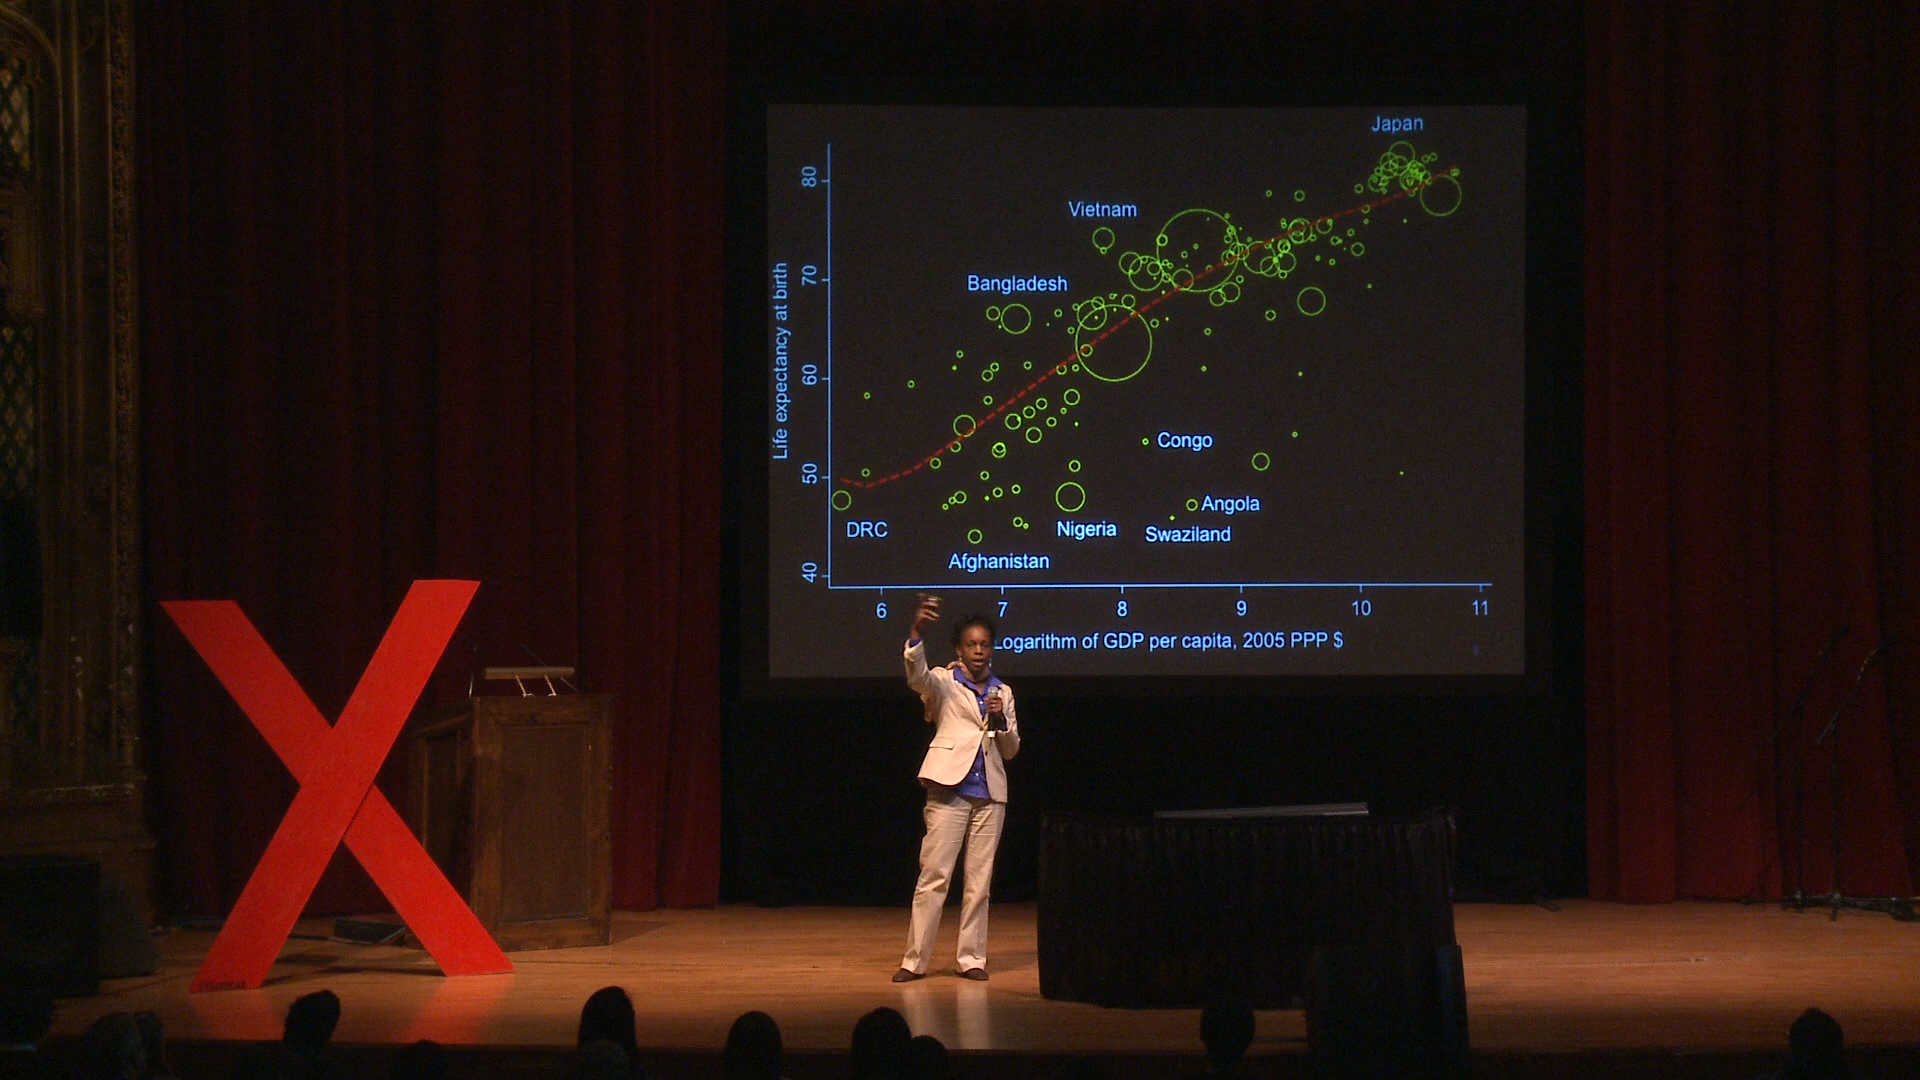 Japan
80
Vietnam
70
Bangladesh
Life expectancy at birth
60
Congo
50
Angola
DRC
Nigeria
Swaziland
Afghanistan
40
6 7 8 9 10 11
Logarithm of GDP per capita, 2005 PPP $
X